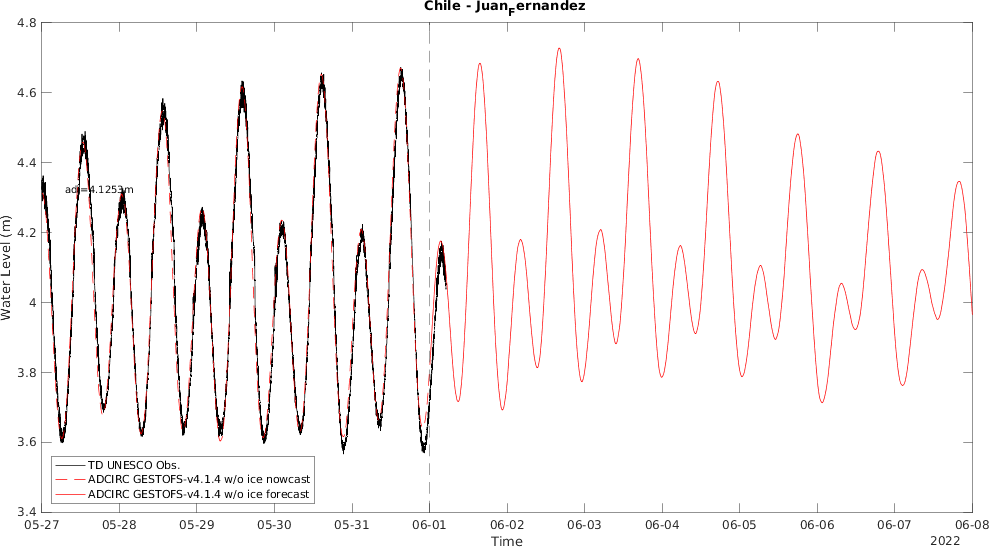 Chile - Juan_Fernandez
4.8
4.6
4.4
4.2
4
3.8
3.6
3.4
Water Level (m)
adj=4.1253m
TD UNESCO Obs.
ADCIRC GESTOFS-v4.1.4 w/o ice nowcast
ADCIRC GESTOFS-v4.1.4 w/o ice forecast
05-27 05-28 05-29 05-30 05-31 06-01 06-02 06-03 06-04 06-05 06-06 06-07 06-08
Time
2022